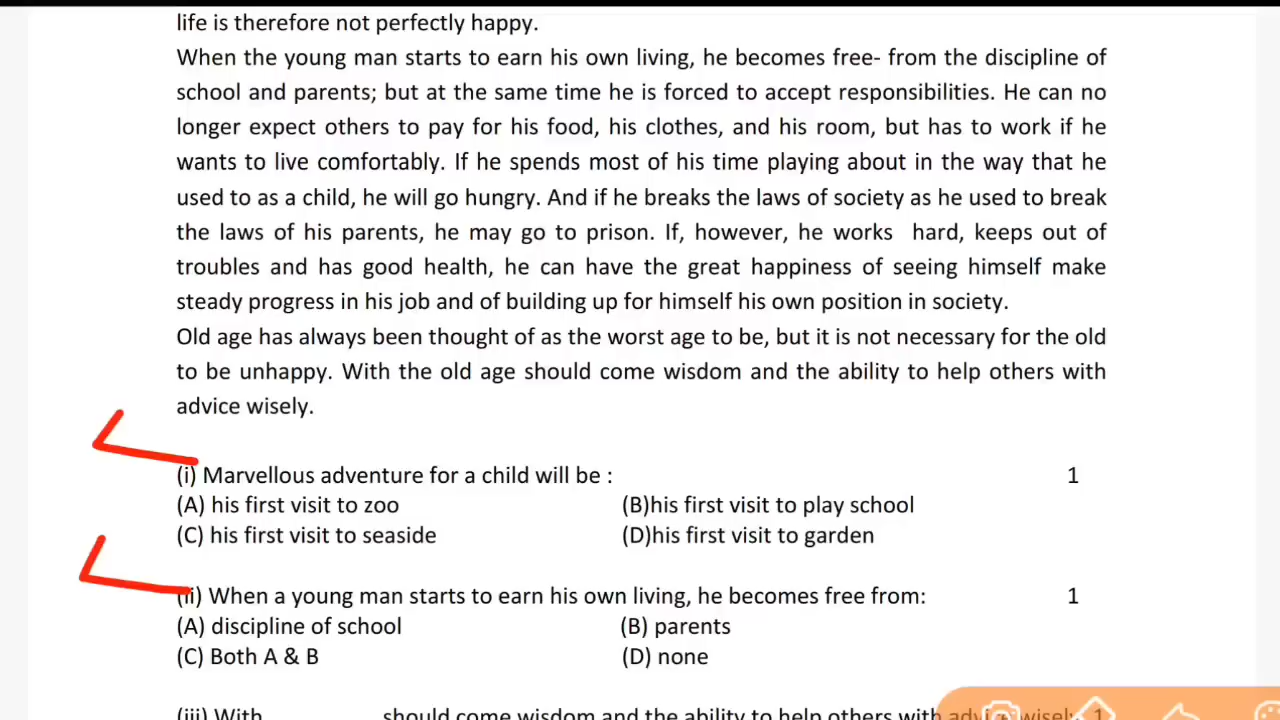 life is therefore not perfectly happy.
When the young man starts to earn his own living, he becomes free- from the discipline of
school and parents; but at the same time he is forced to accept responsibilities. He can no
longer expect others to pay for his food, his clothes, and his room, but has to work if he
wants to live comfortably. If he spends most of his time playing about in the way that he
used to as a child, he will go hungry. And if he breaks the laws of society as he used to break
the laws of his parents, he may go to prison. If, however, he works hard, keeps out of
troubles and has good health, he can have the great happiness of seeing himself make
steady progress in his job and of building up for himself his own position in society.
Old age has always been thought of as the worst age to be, but it is not necessary for the old
to be unhappy. With the old age should come wisdom and the ability to help others with
advice wisely.
(i) Marvellous adventure for a child will be : 1
(A) his first visit to zoo (B)his first visit to play school
(C) his first visit to seaside (D)his first visit to garden
(ii) When a young man starts to earn his own living, he becomes free from: 1
(A) discipline of school (B) parents
(C) Both A & B (D) none
(iii) With should come wisdom and the ability to help others with 1